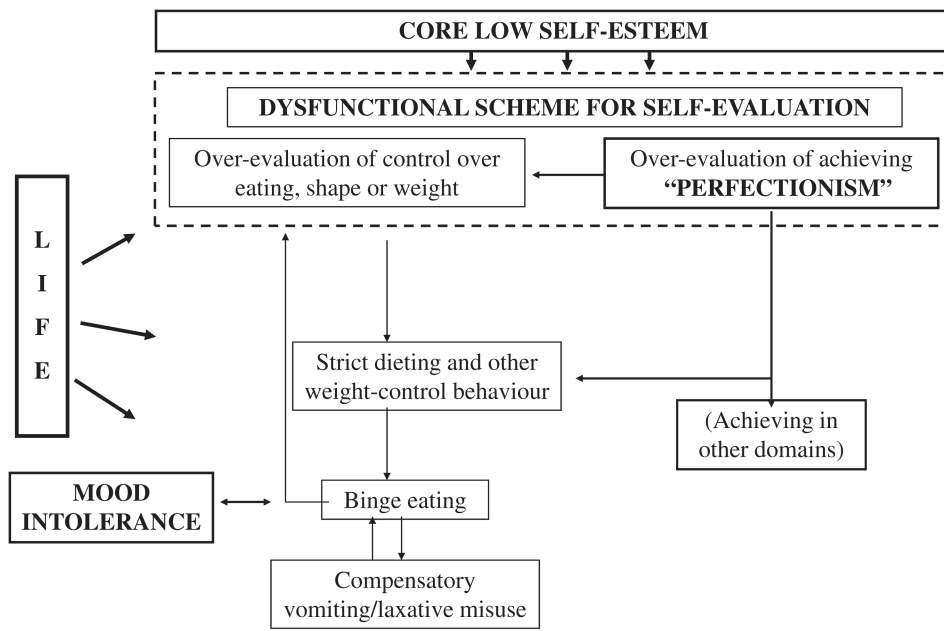 CORE LOW SELF-ESTEEM
DYSFUNCTIONAL SCHEME FOR SELF-EVALUATION
Over-evaluation of control over
eating, shape or weight
Over-evaluation of achieving
“PERFECTIONISM”
L
I
F
E
Strict dieting and other
weight-control behaviour
(Achieving in
other domains)
MOOD
INTOLERANCE
Binge eating
Compensatory
vomiting/laxative misuse